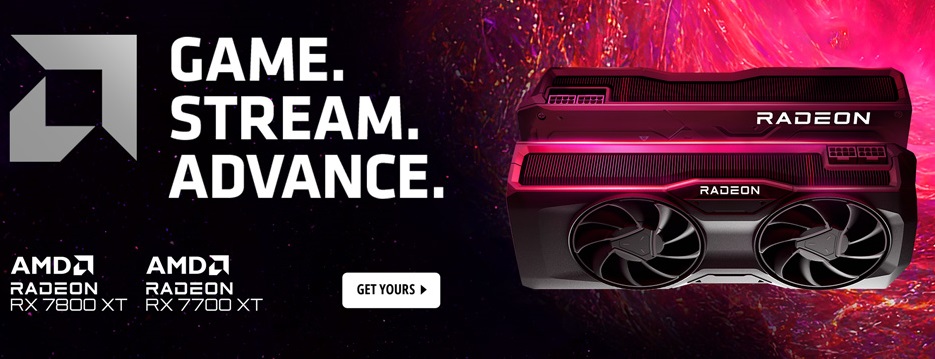 GAME.
STREAM.
ADVANCE.
AMD
RADEON
RX 7800 XT
AMD
RADEON
RX 7700 XT
GET YOURS
RADEON
RADEON